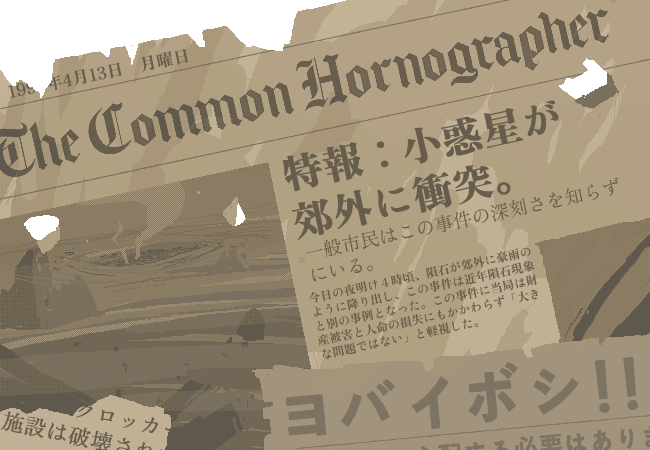 年4月13日 月曜日
The Common Hornographer
特報：小惑星が
郊外に衝突。
一般市民はこの事件の深刻さを知らず
にいる。
今日の夜明け４時頃、隕石が郊外に豪雨の
ように降り出し、この事件は近年隕石現象
と別の事例となった。この事件に当局は財
産被害と人命の損失にもかかわらず「大き
な問題ではない」と軽視した。
ヨバイボシ!!
配する必要はあり
クロッカ
施設は破壊され